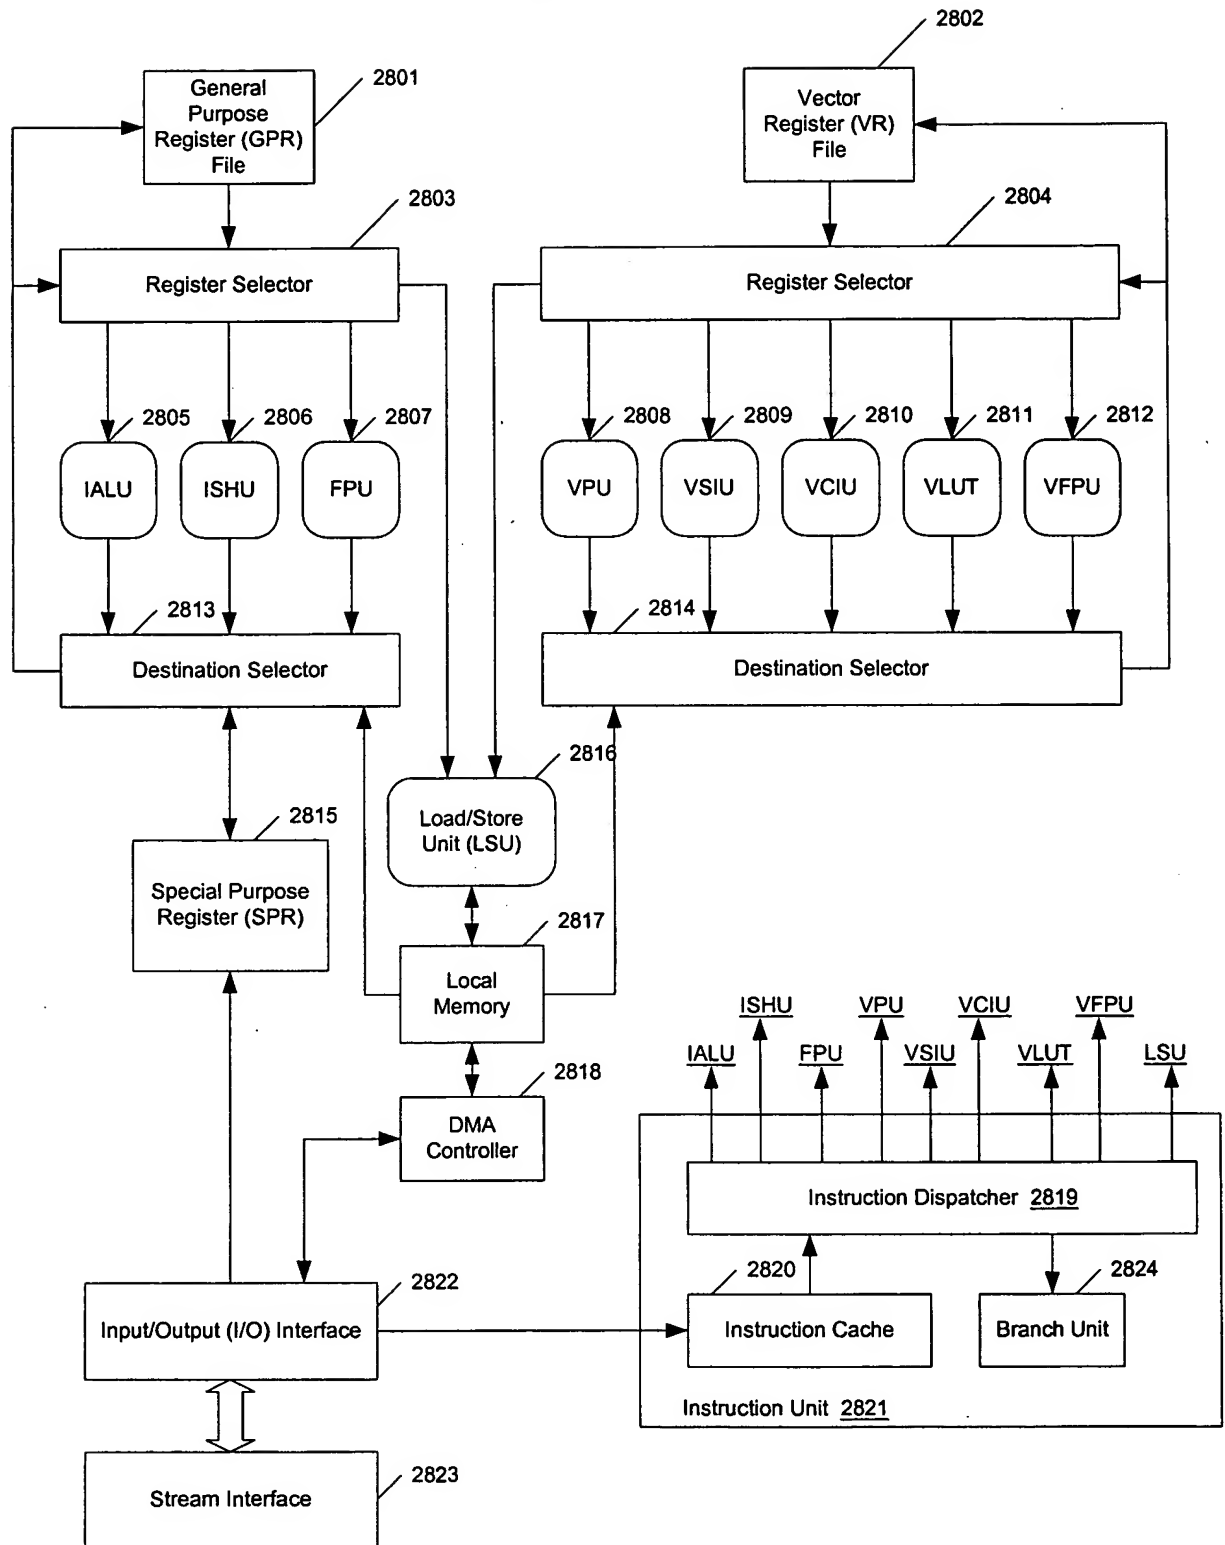 2802
2801
General
Purpose
Register (GPR)
File
Vector
Register (VR)
File
2803
2804
Register Selector
Register Selector
2805
2806
2807
2808
2809
2810
2811
2812
IALU
ISHU
FPU
VPU
VSIU
VCIU
VLUT
VFPU
2813
2814
Destination Selector
Destination Selector
2816
2815
Load/Store
Unit (LSU)
Special Purpose
Register (SPR)
2817
Local
Memory
ISHU
VPU
VCIU
VFPU
IALU
FPU
VSIU
VLUT
LSU
2818
DMA
Controller
Instruction Dispatcher 2819
2822
2820
2824
Input/Output (I/O) Interface
Instruction Cache
Branch Unit
Instruction Unit 2821
2823
Stream Interface